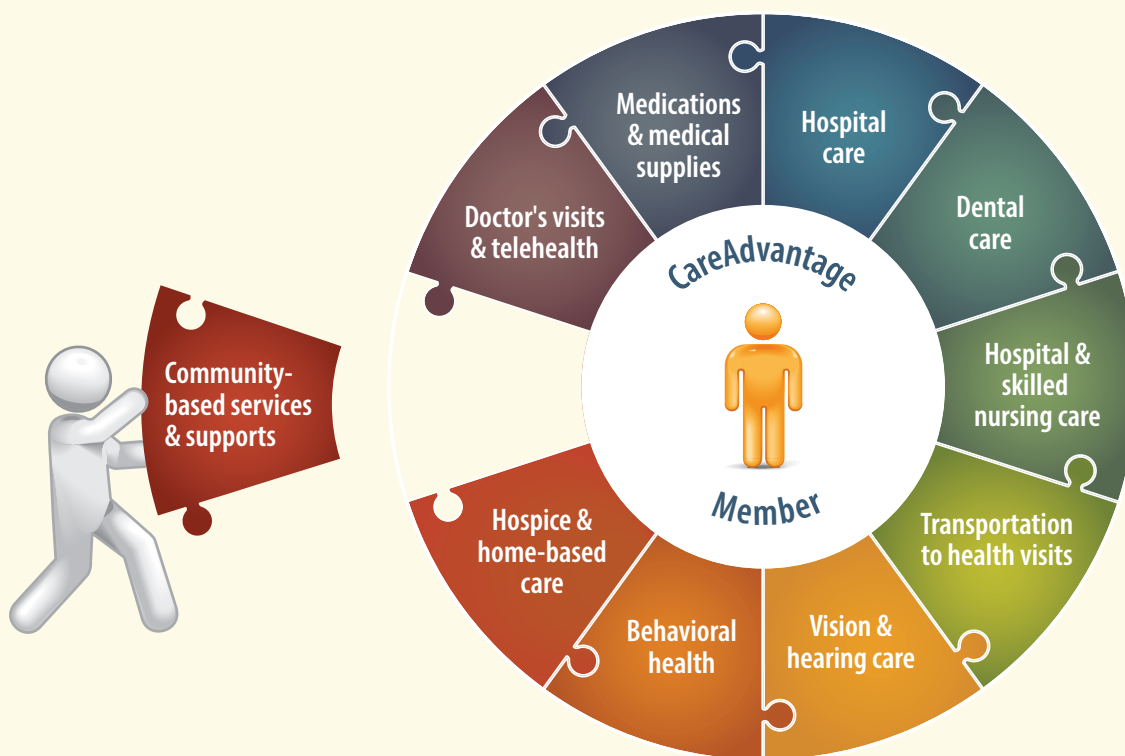 Medications
& medical
supplies
Hospital
care
Dental
care
Hospital &
skilled
nursing care
Transportation
to health visits
Vision &
hearing care
Behavioral
health
Hospice &
home-based
care
Community-
based services
& supports
Doctor's visits
& telehealth
CareAdvantage
Member